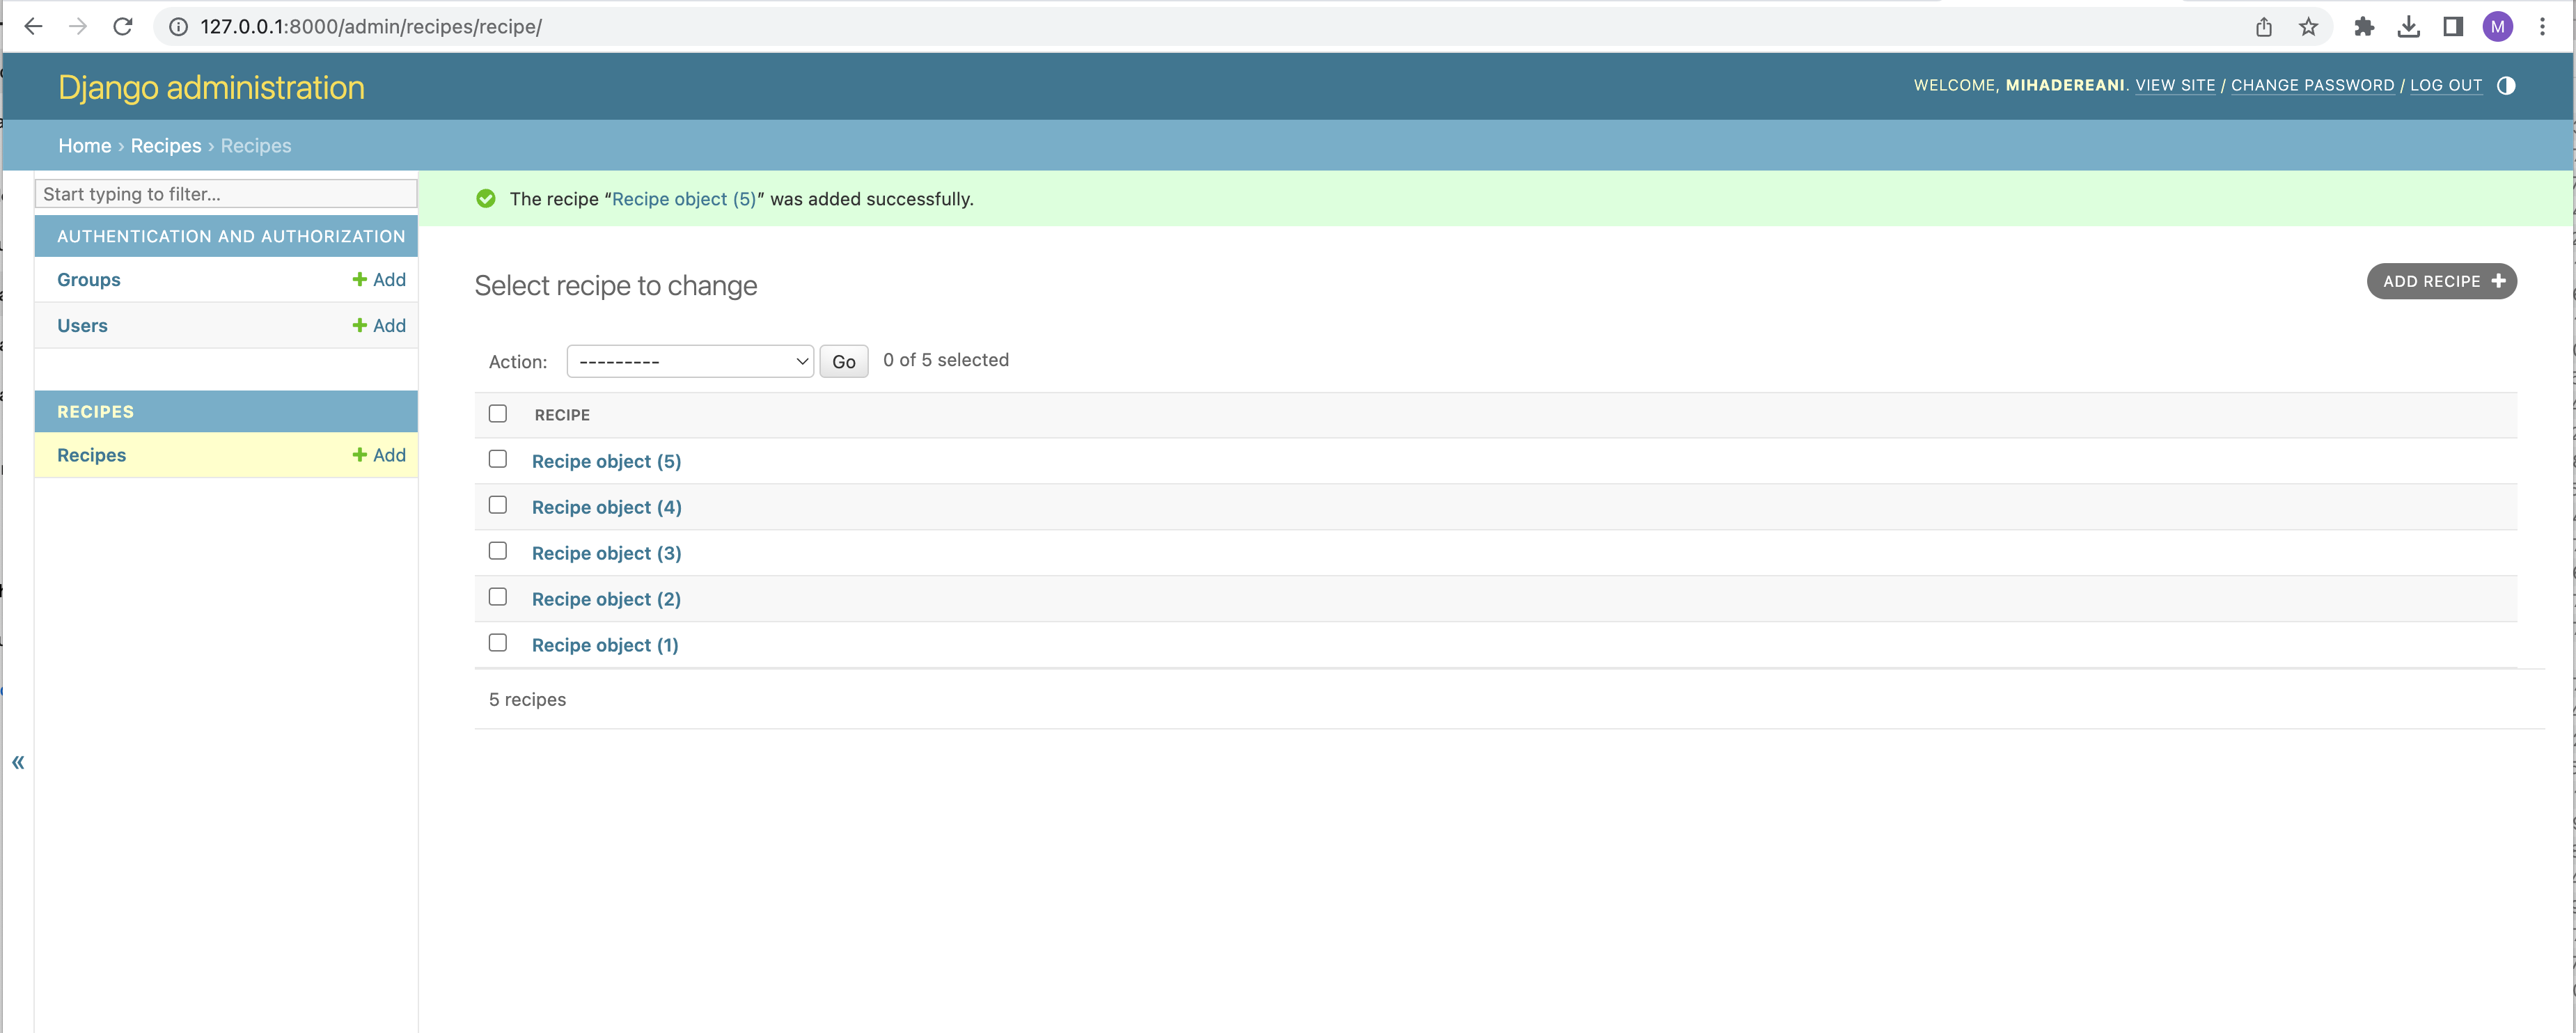 127.0.0.1:8000/admin/recipes/recipe/
M
Django administration
WELCOME, MIHADEREANI. VIEW SITE / CHANGE PASSWORD / LOG OUT
Home › Recipes › Recipes
Start typing to filter...
The recipe “Recipe object (5)” was added successfully.
AUTHENTICATION AND AUTHORIZATION
Groups + Add
Users + Add
RECIPES
Recipes + Add
Select recipe to change
ADD RECIPE +
Action: --------- Go 0 of 5 selected
RECIPE
Recipe object (5)
Recipe object (4)
Recipe object (3)
Recipe object (2)
Recipe object (1)
5 recipes
«